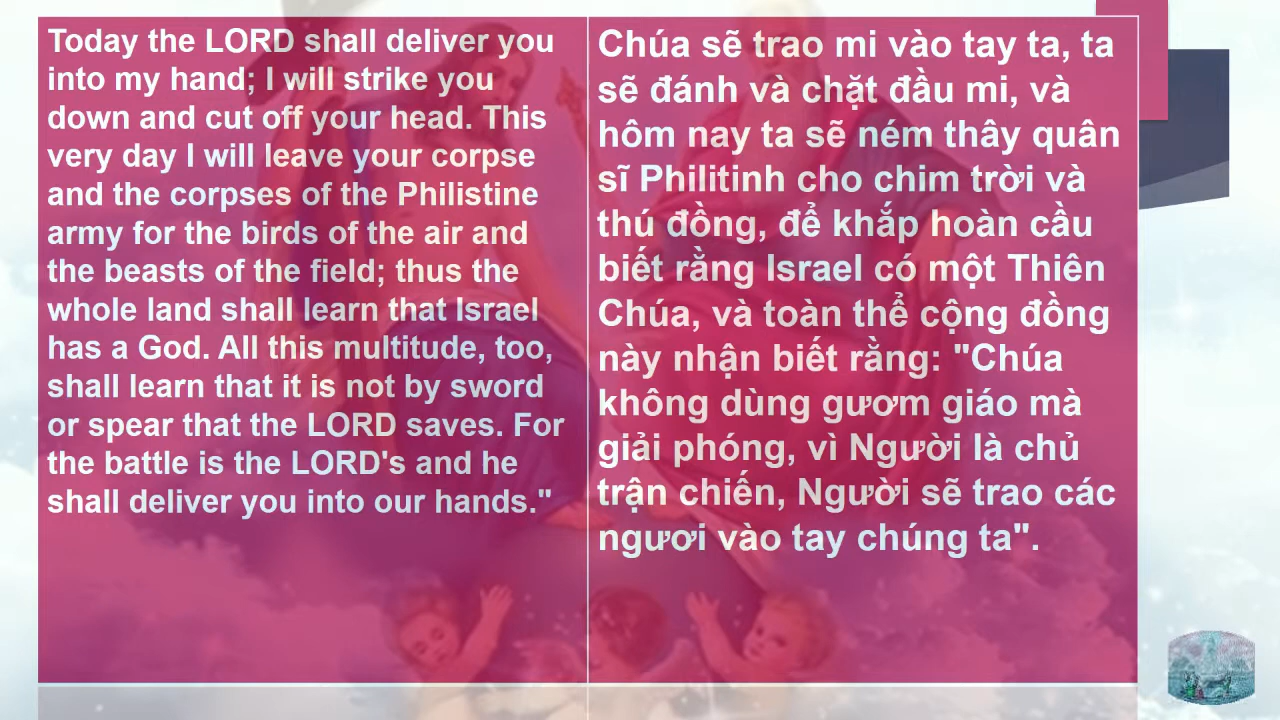 Today the LORD shall deliver you
into my hand; I will strike you
down and cut off your head. This
very day I will leave your corpse
and the corpses of the Philistine
army for the birds of the air and
the beasts of the field; thus the
whole land shall learn that Israel
has a God. All this multitude, too,
shall learn that it is not by sword
or spear that the LORD saves. For
the battle is the LORD's and he
shall deliver you into our hands."
Chúa sẽ trao mi vào tay ta, ta
sẽ đánh và chặt đầu mi, và
hôm nay ta sẽ ném thây quân
sĩ Philitinh cho chim trời và
thú đồng, để khắp hoàn cầu
biết rằng Israel có một Thiên
Chúa, và toàn thể cộng đồng
này nhận biết rằng: "Chúa
không dùng gươm giáo mà
giải phóng, vì Người là chủ
trận chiến, Người sẽ trao các
ngươi vào tay chúng ta".